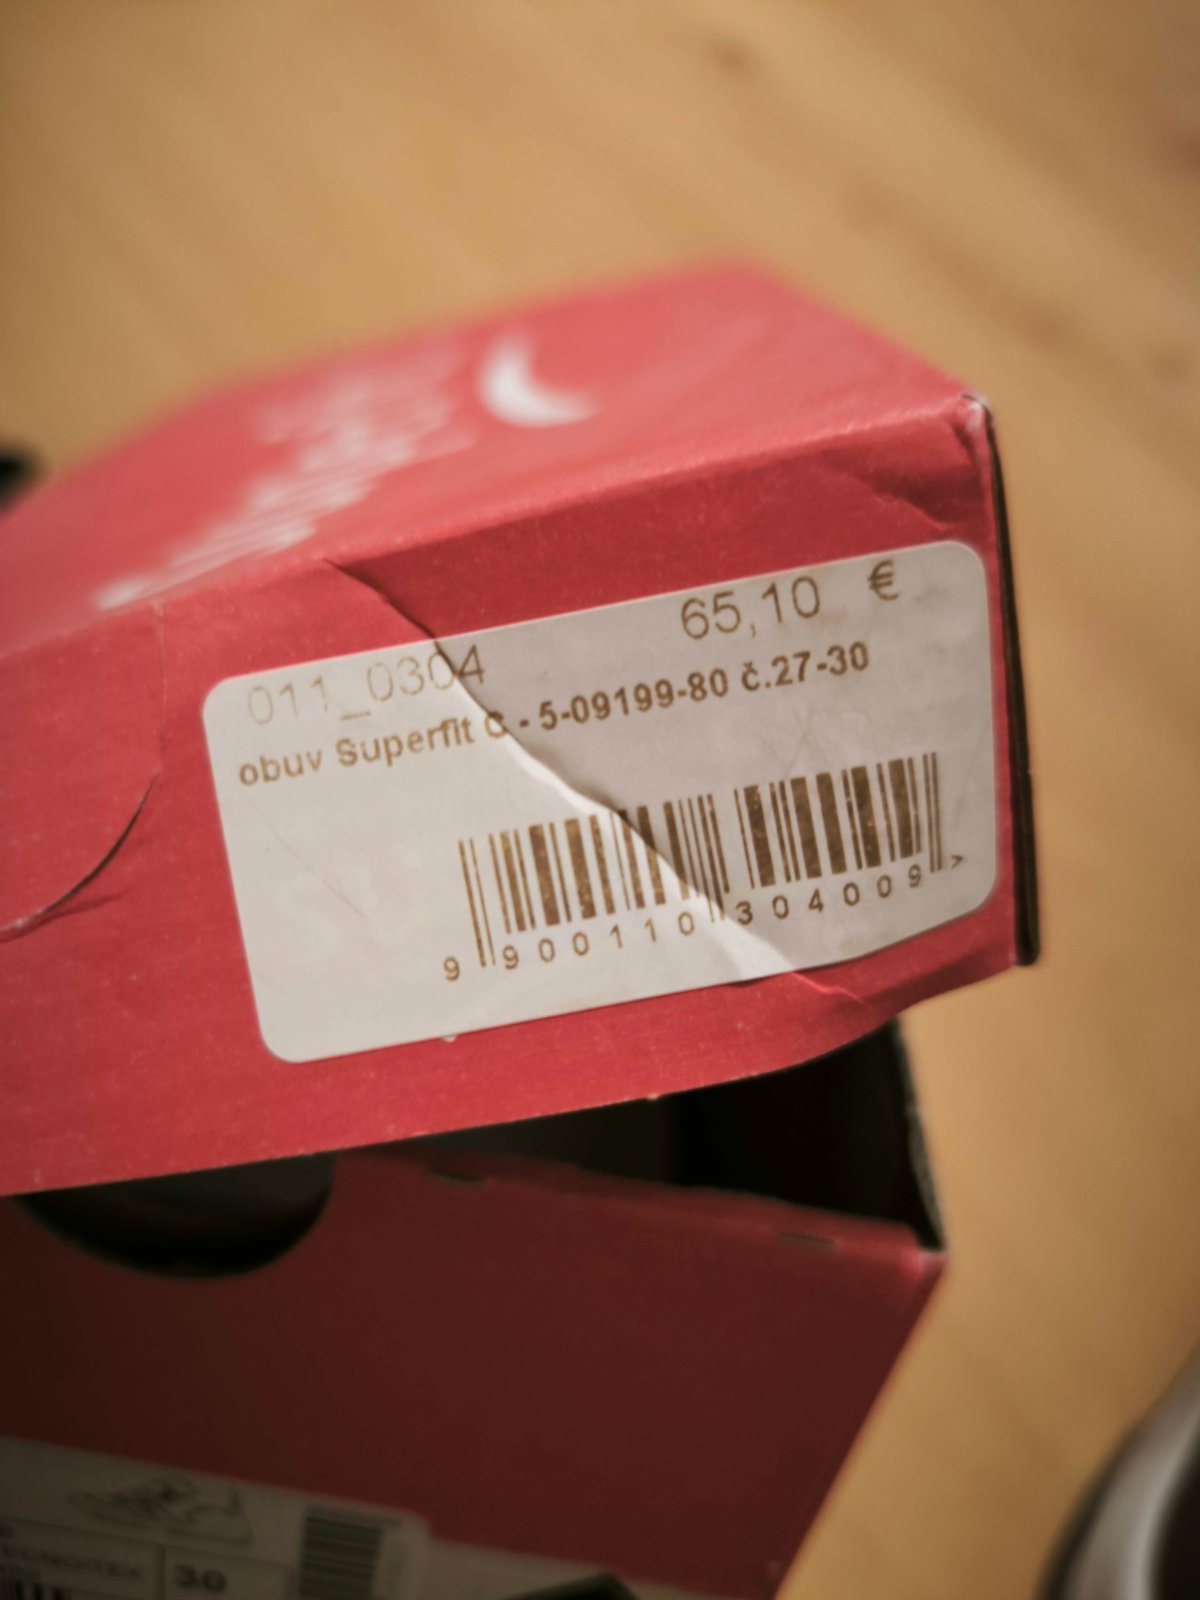 65,10 €
011_0304
obuv Superfit C - 5-09199-80 č.27-30
9 900110 304009 >
30